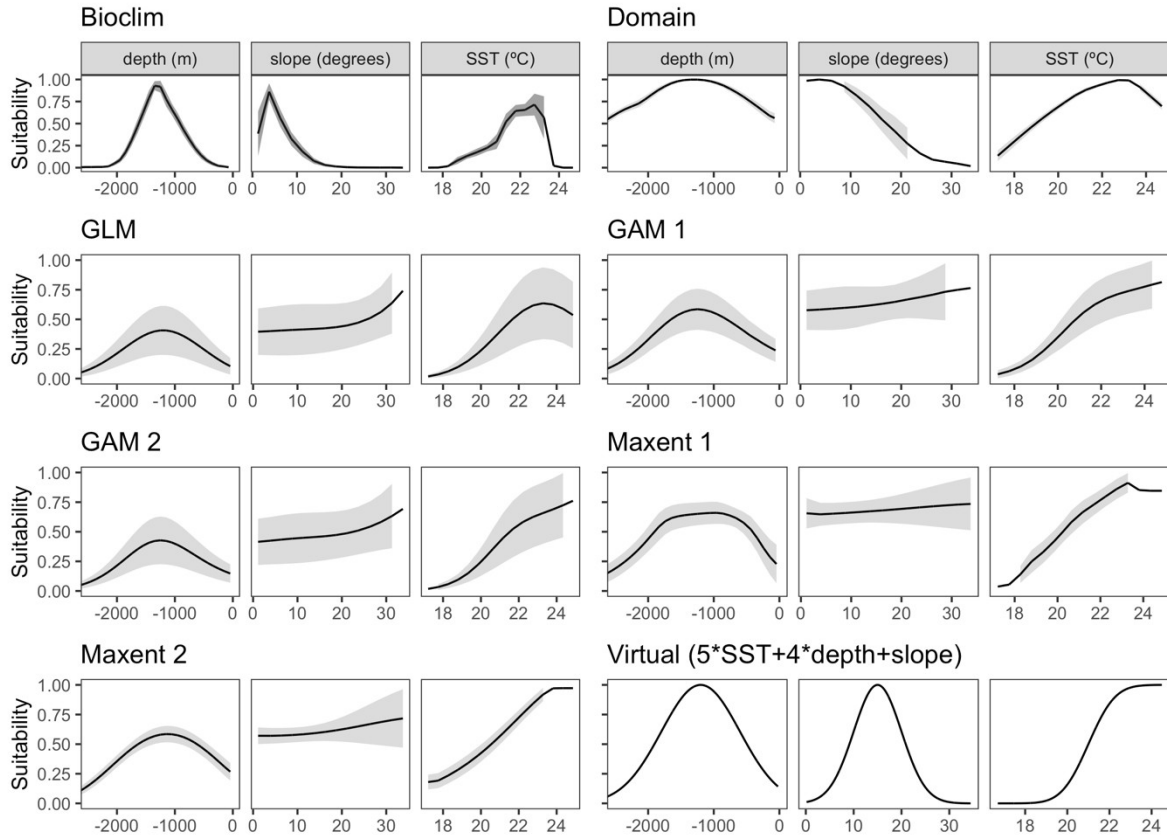 Bioclim
Domain
depth (m) slope (degrees) SST (ºC)
depth (m) slope (degrees) SST (ºC)
Suitability
1.00
0.75
0.50
0.25
0.00
-2000 -1000 0 0 10 20 30 18 20 22 24
-2000 -1000 0 0 10 20 30 18 20 22 24
GLM
GAM 1
Suitability
1.00
0.75
0.50
0.25
0.00
-2000 -1000 0 0 10 20 30 18 20 22 24
-2000 -1000 0 0 10 20 30 18 20 22 24
GAM 2
Maxent 1
Suitability
1.00
0.75
0.50
0.25
0.00
-2000 -1000 0 0 10 20 30 18 20 22 24
-2000 -1000 0 0 10 20 30 18 20 22 24
Maxent 2
Virtual (5*SST+4*depth+slope)
Suitability
1.00
0.75
0.50
0.25
0.00
-2000 -1000 0 0 10 20 30 18 20 22 24
-2000 -1000 0 0 10 20 30 18 20 22 24